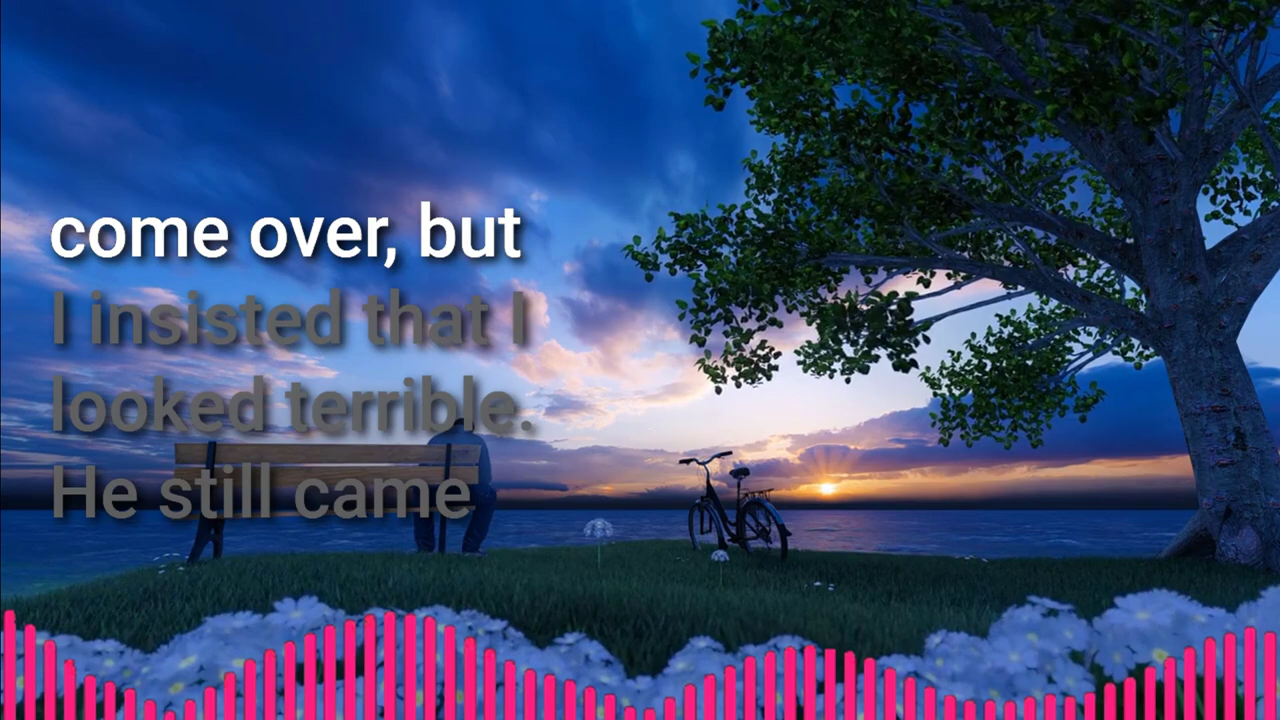 come over, but
I insisted that I
looked terrible.
He still came